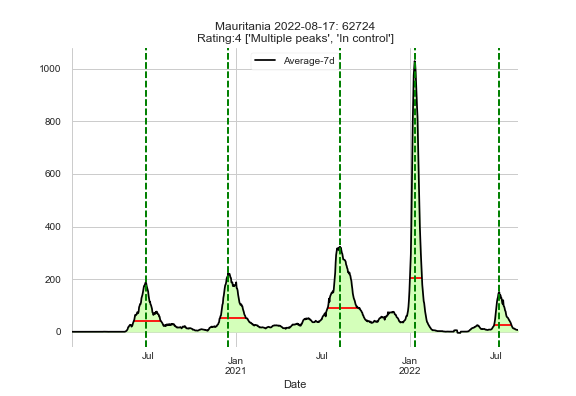 Mauritania 2022-08-17: 62724
Rating:4 ['Multiple peaks', 'In control']
Average-7d
1000
800
600
400
200
0
Jul
Jan
2021
Jul
Jan
2022
Jul
Date